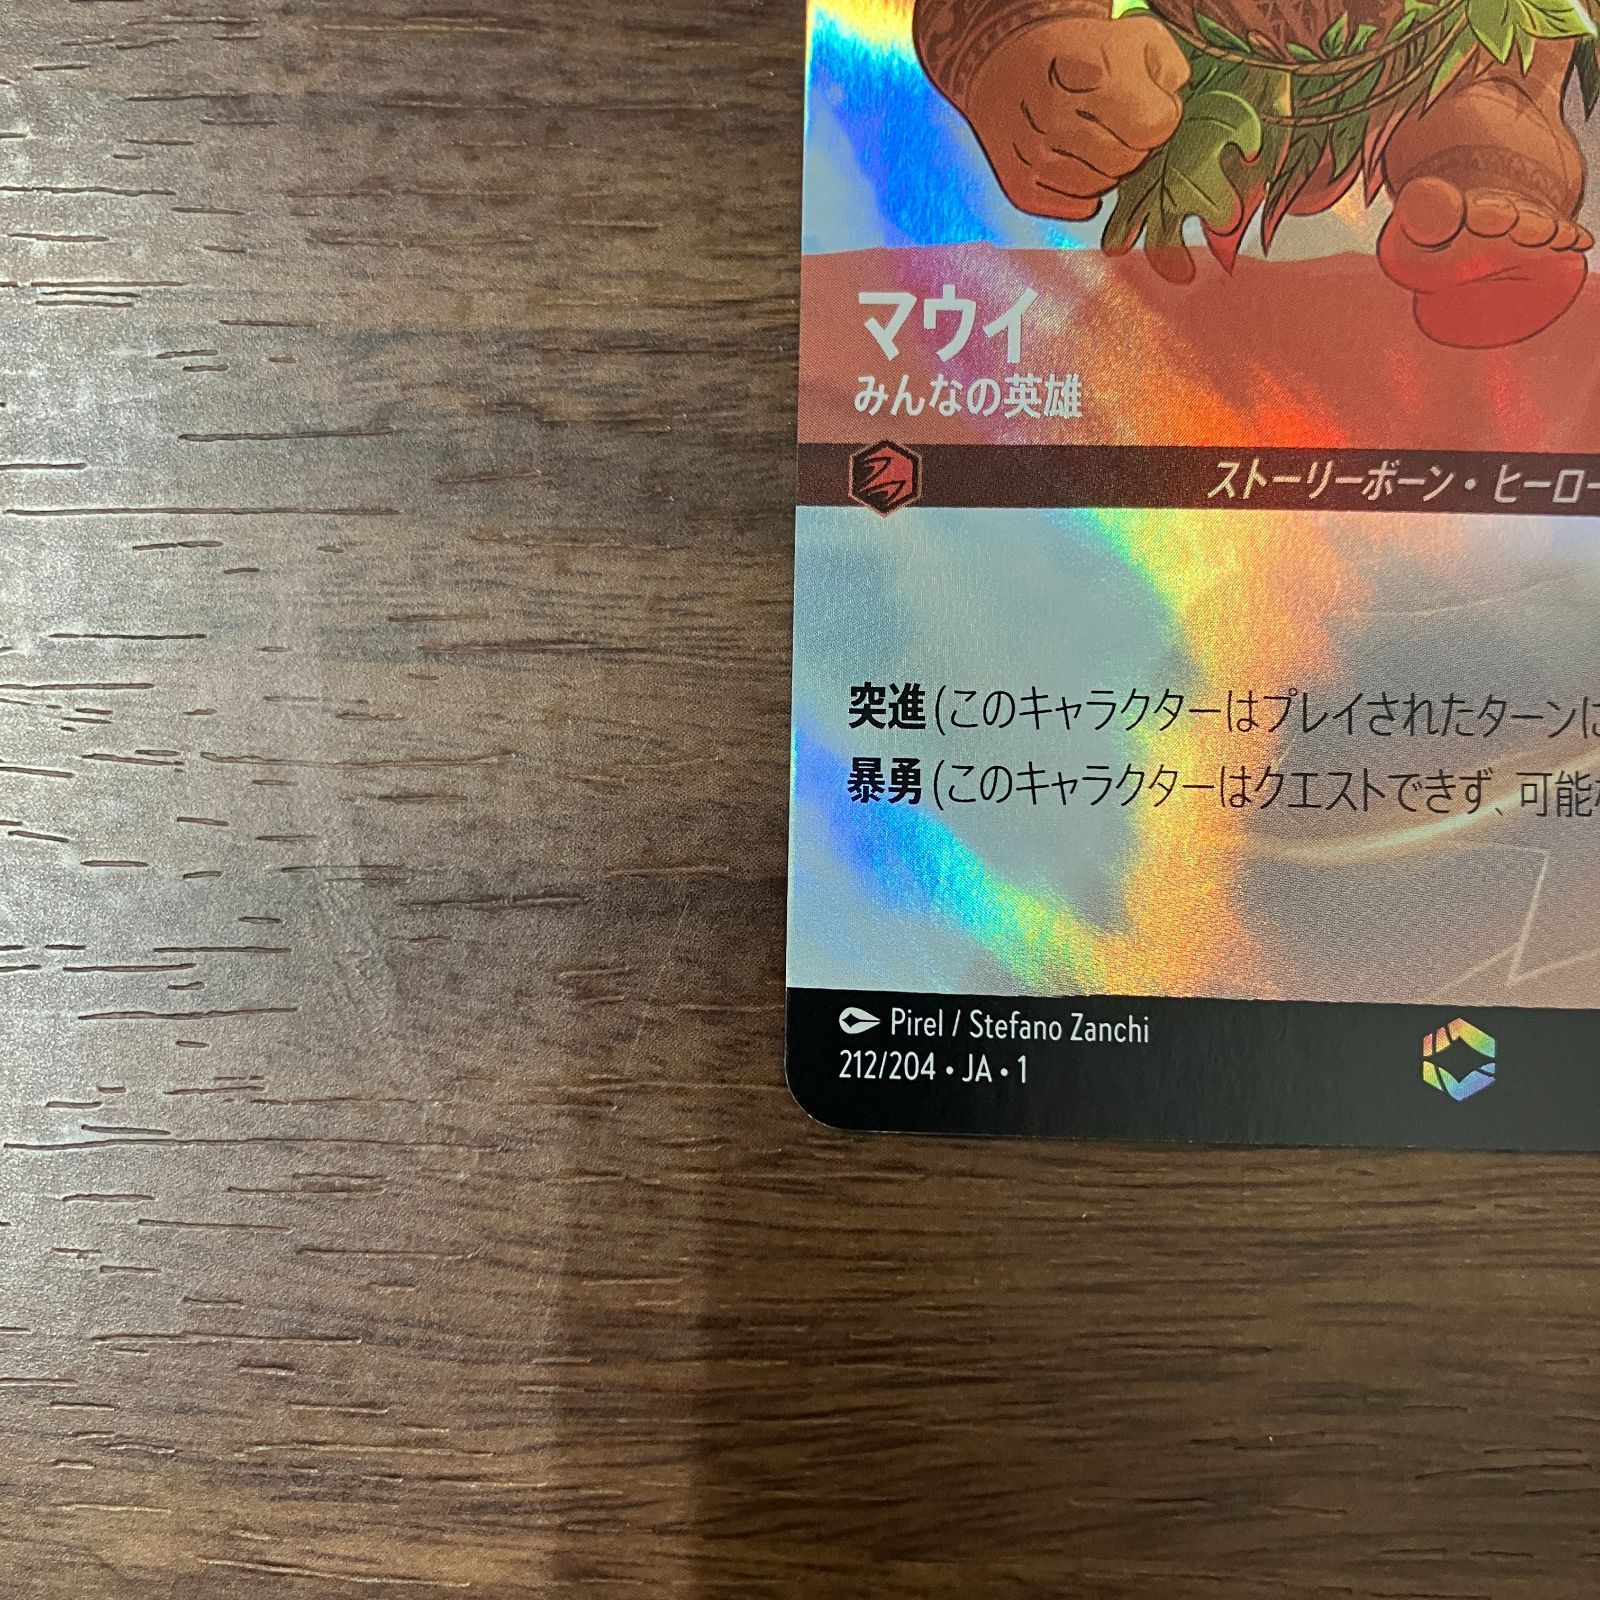 マウイ
みんなの英雄
ストーリーボーン・ヒーロー
突進(このキャラクターはプレイされたターンに
暴勇(このキャラクターはクエストできず、可能
Pirel / Stefano Zanchi
212/204 • JA • 1